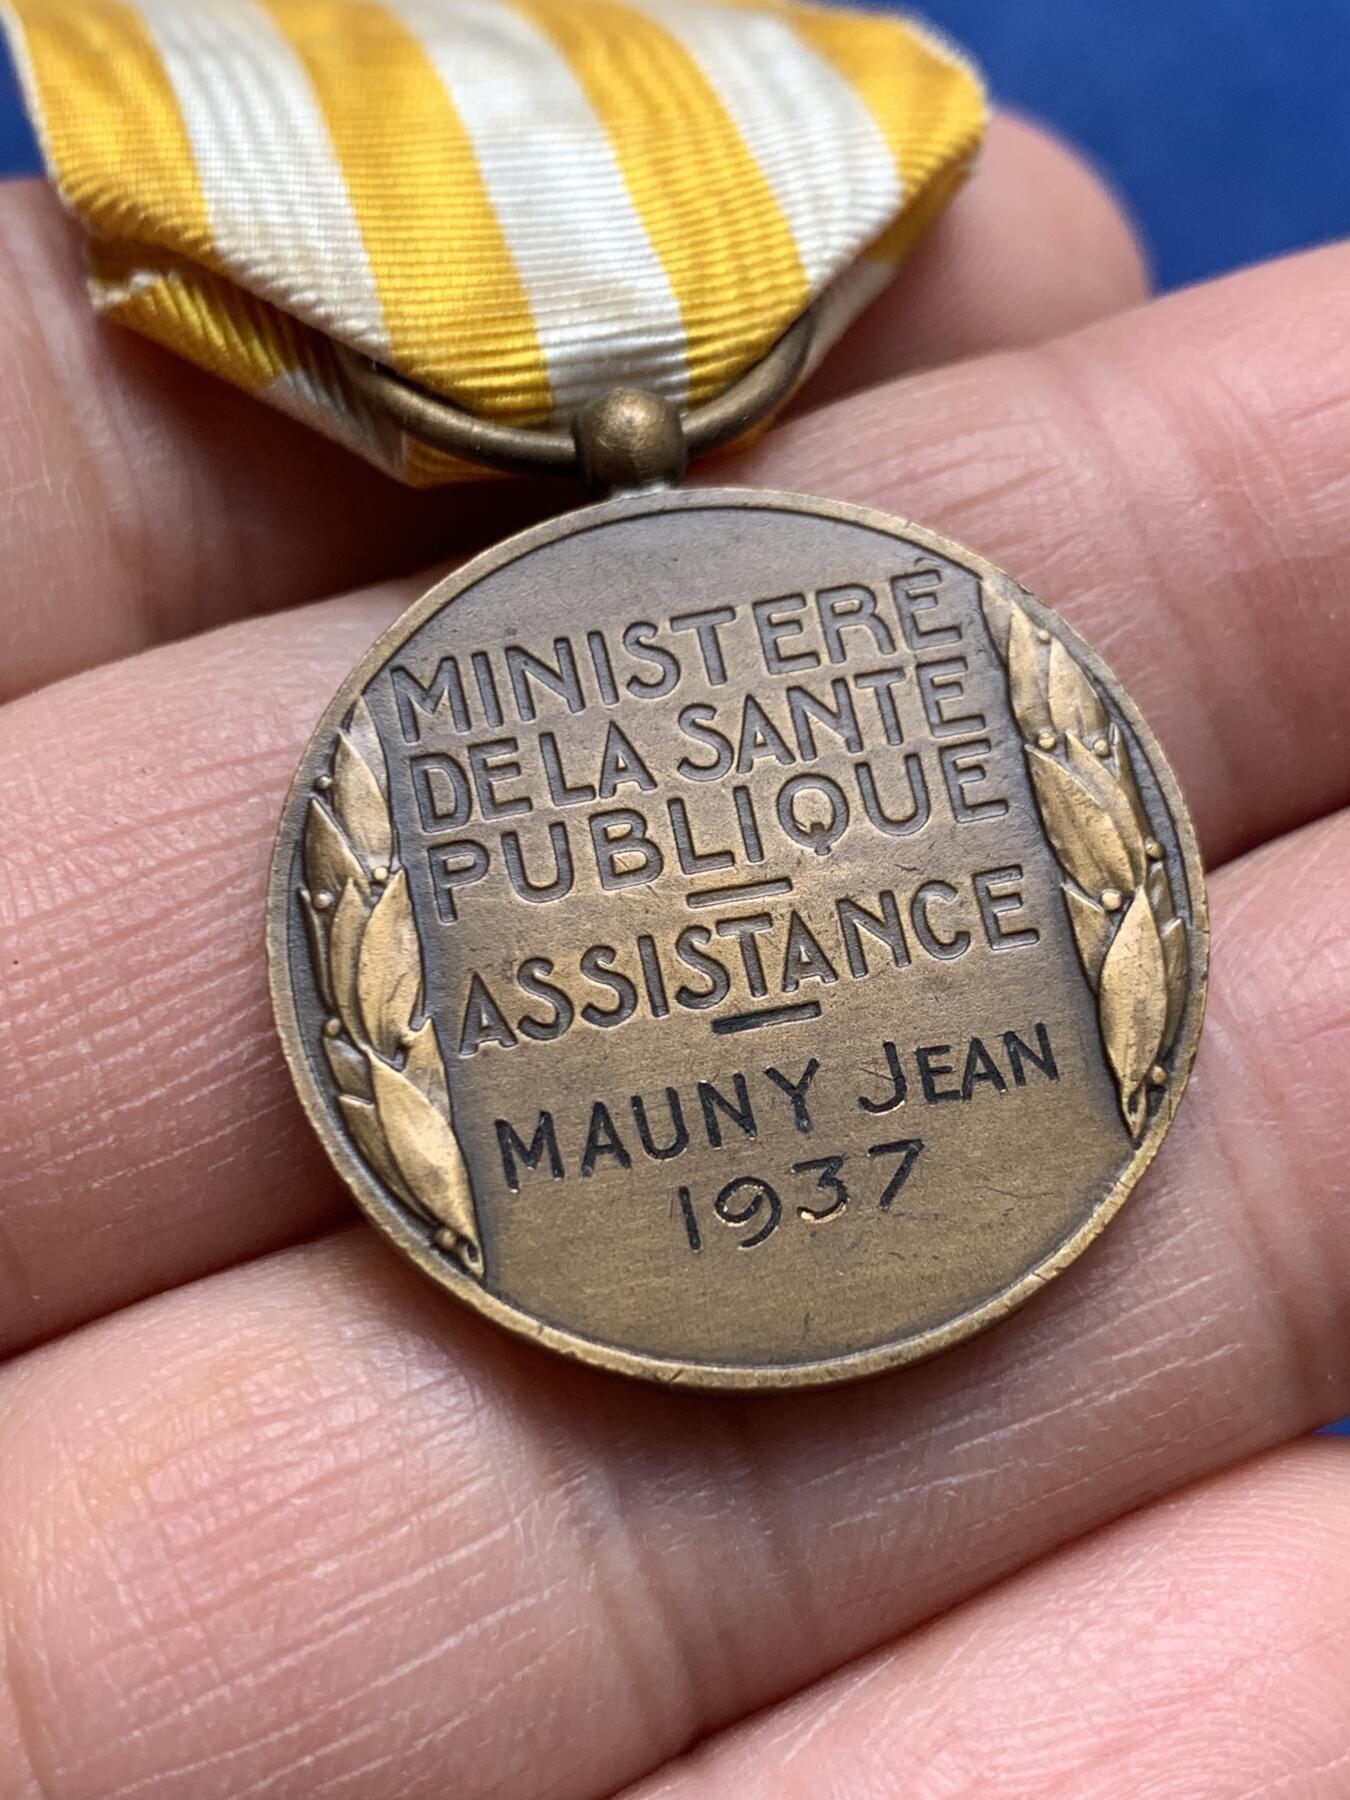 MINISTERE
DE LA SANTE
PUBLIQUE
ASSISTANCE
MAUNY JEAN
1937